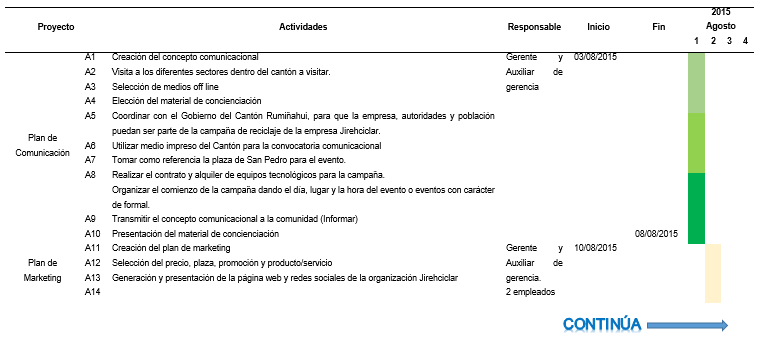 2015
Proyecto Actividades Responsable Inicio Fin Agosto
1 2 3 4
A1 Creación del concepto comunicacional Gerente y 03/08/2015
A2 Visita a los diferentes sectores dentro del cantón a visitar. Auxiliar de
A3 Selección de medios off line gerencia
A4 Elección del material de concienciación
A5 Coordinar con el Gobierno del Cantón Rumiñahui, para que la empresa, autoridades y población
Plan de puedan ser parte de la campaña de reciclaje de la empresa Jirehciclar.
Comunicación A6 Utilizar medio impreso del Cantón para la convocatoria comunicacional
A7 Tomar como referencia la plaza de San Pedro para el evento.
A8 Realizar el contrato y alquiler de equipos tecnológicos para la campaña.
Organizar el comienzo de la campaña dando el día, lugar y la hora del evento o eventos con carácter
de formal.
A9 Transmitir el concepto comunicacional a la comunidad (Informar)
A10 Presentación del material de concienciación 08/08/2015
A11 Creación del plan de marketing Gerente y 10/08/2015
Plan de A12 Selección del precio, plaza, promoción y producto/servicio Auxiliar de
Marketing A13 Generación y presentación de la página web y redes sociales de la organización Jirehciclar gerencia.
A14 2 empleados
CONTINÚA